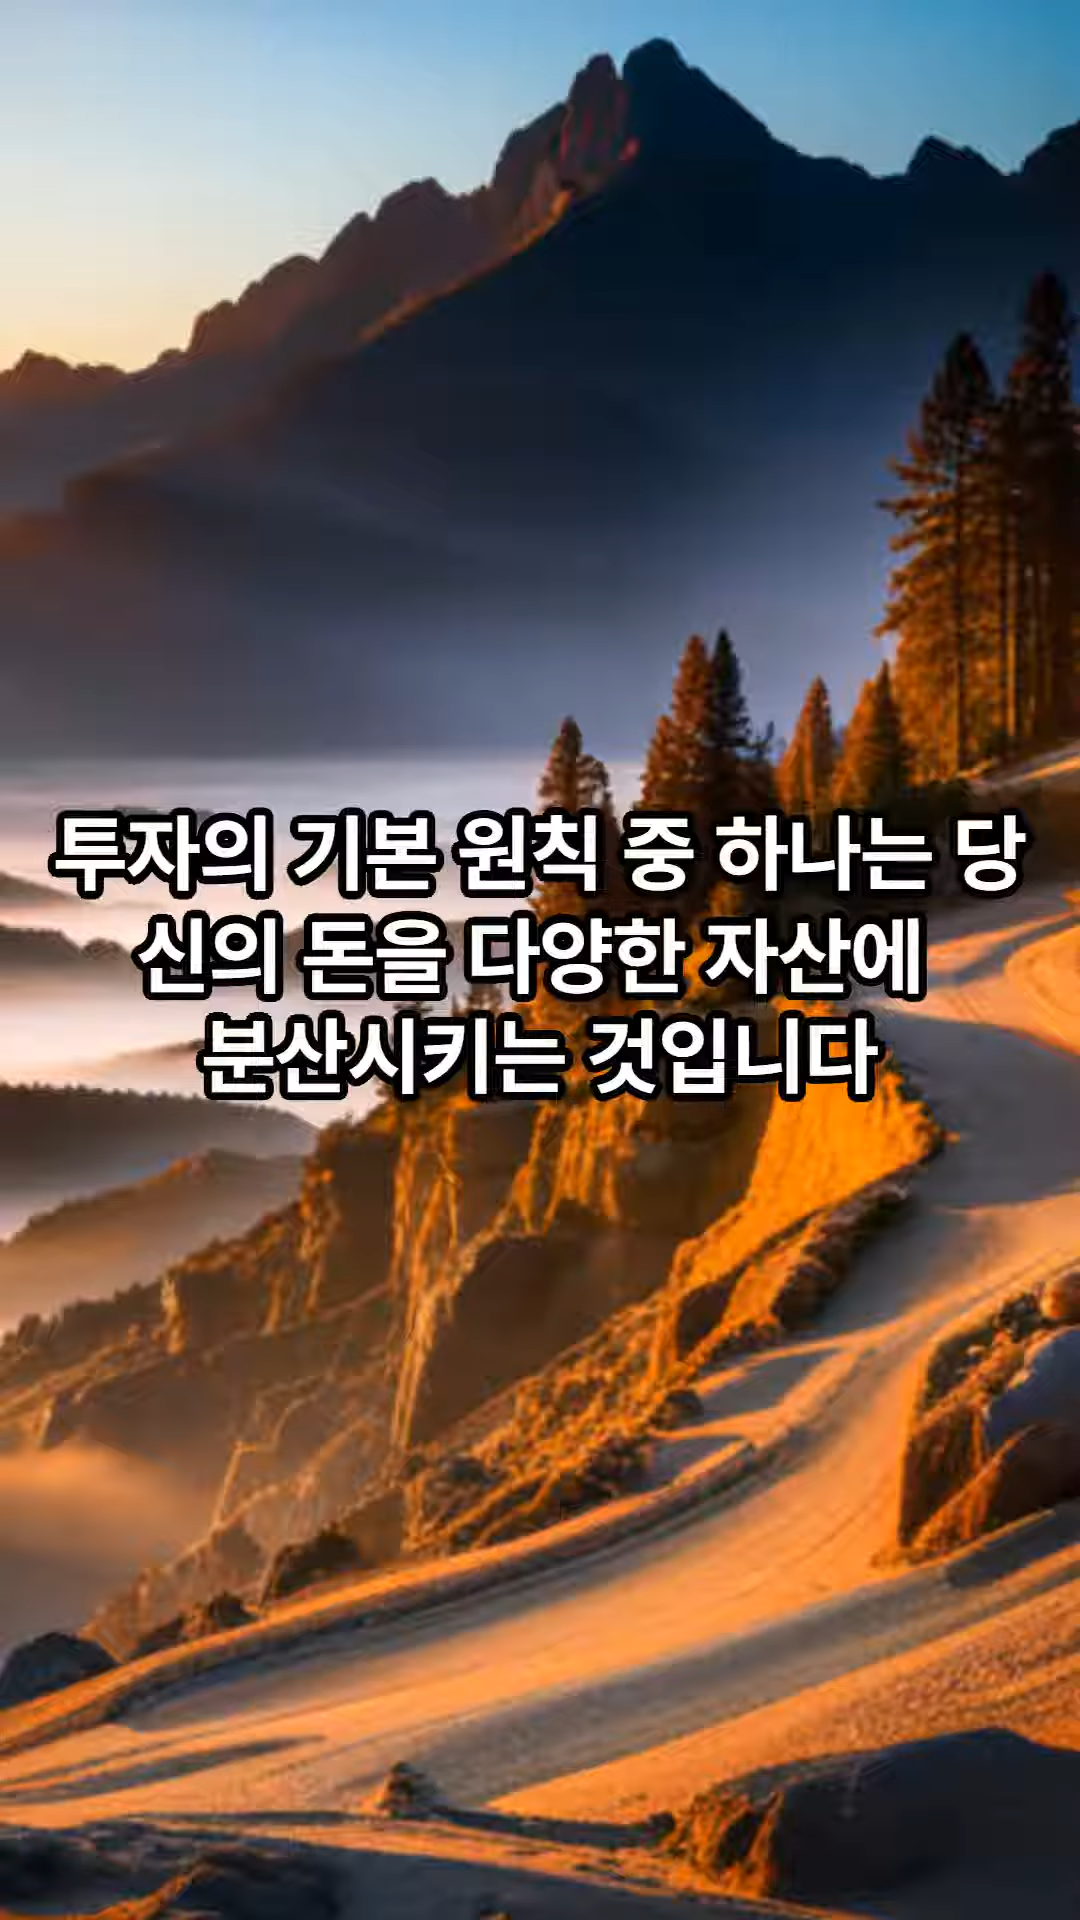 투자의 기본 원칙 중 하나는 당
신의 돈을 다양한 자산에
분산시키는 것입니다